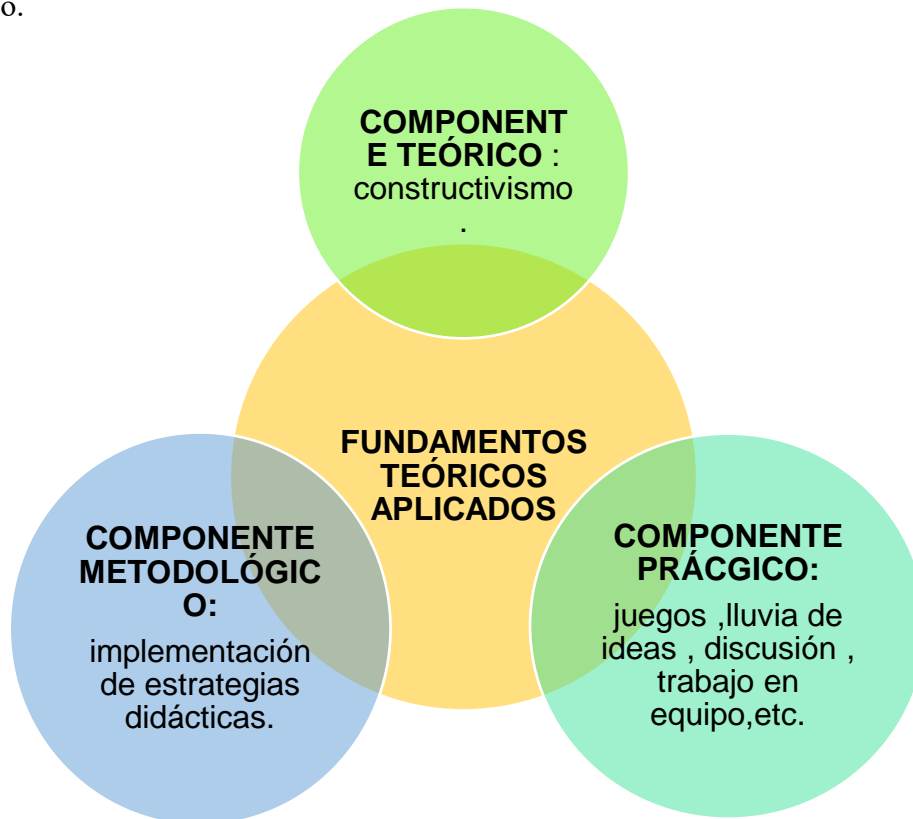 o.
COMPONENT
E TEÓRICO :
constructivismo
.
FUNDAMENTOS
TEÓRICOS
APLICADOS
COMPONENTE
METODOLÓGIC
O:
implementación
de estrategias
didácticas.
COMPONENTE
PRÁCGICO:
juegos ,lluvia de
ideas , discusión ,
trabajo en
equipo,etc.